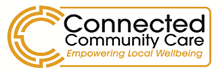 Connected
Community Care
Empowering Local Wellbeing